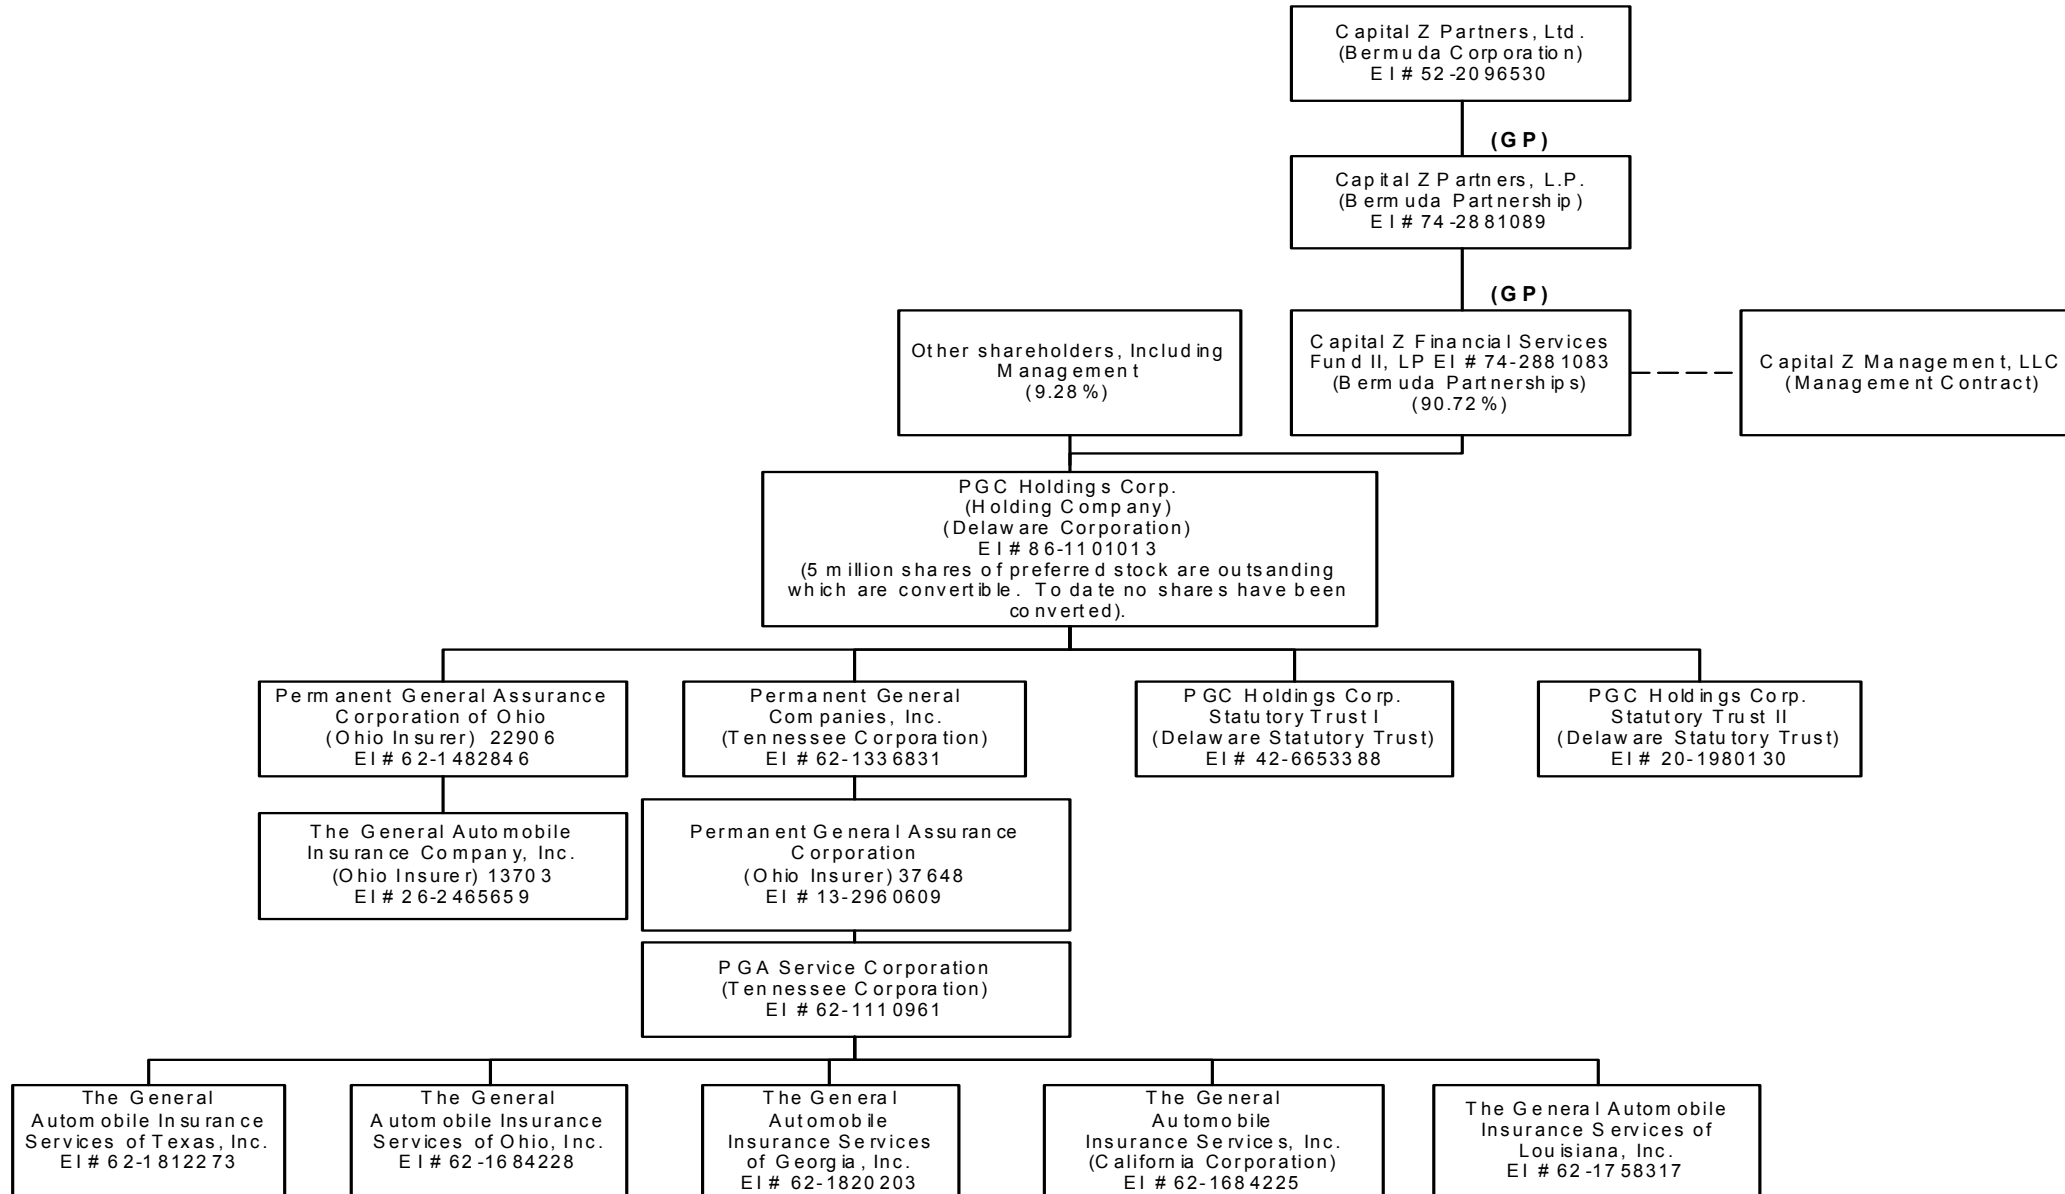 Capital Z Partners, Ltd.
(Bermuda Corporation)
EI # 52-2096530
(GP)
Capital Z Partners, L.P.
(Bermuda Partnership)
EI # 74-2881089
(GP)
Other shareholders, Including
Management
(9.28%)
Capital Z Financial Services
Fund II, LP EI # 74-2881083
(Bermuda Partnerships)
(90.72%)
Capital Z Management, LLC
(Management Contract)
PGC Holdings Corp.
(Holding Company)
(Delaware Corporation)
EI # 86-1101013
(5 million shares of preferred stock are outsanding
which are convertible. To date no shares have been
converted).
Permanent General Assurance
Corporation of Ohio
(Ohio Insurer) 22906
EI # 62-1482846
Permanent General
Companies, Inc.
(Tennessee Corporation)
EI # 62-1336831
PGC Holdings Corp.
Statutory Trust I
(Delaware Statutory Trust)
EI # 42-6653388
PGC Holdings Corp.
Statutory Trust II
(Delaware Statutory Trust)
EI # 20-1980130
The General Automobile
Insurance Company, Inc.
(Ohio Insurer) 13703
EI # 26-2465659
Permanent General Assurance
Corporation
(Ohio Insurer) 37648
EI # 13-2960609
PGA Service Corporation
(Tennessee Corporation)
EI # 62-1110961
The General
Automobile Insurance
Services of Texas, Inc.
EI # 62-1812273
The General
Automobile Insurance
Services of Ohio, Inc.
EI # 62-1684228
The General
Automobile
Insurance Services
of Georgia, Inc.
EI # 62-1820203
The General
Automobile
Insurance Services, Inc.
(California Corporation)
EI # 62-1684225
The General Automobile
Insurance Services of
Louisiana, Inc.
EI # 62-1758317